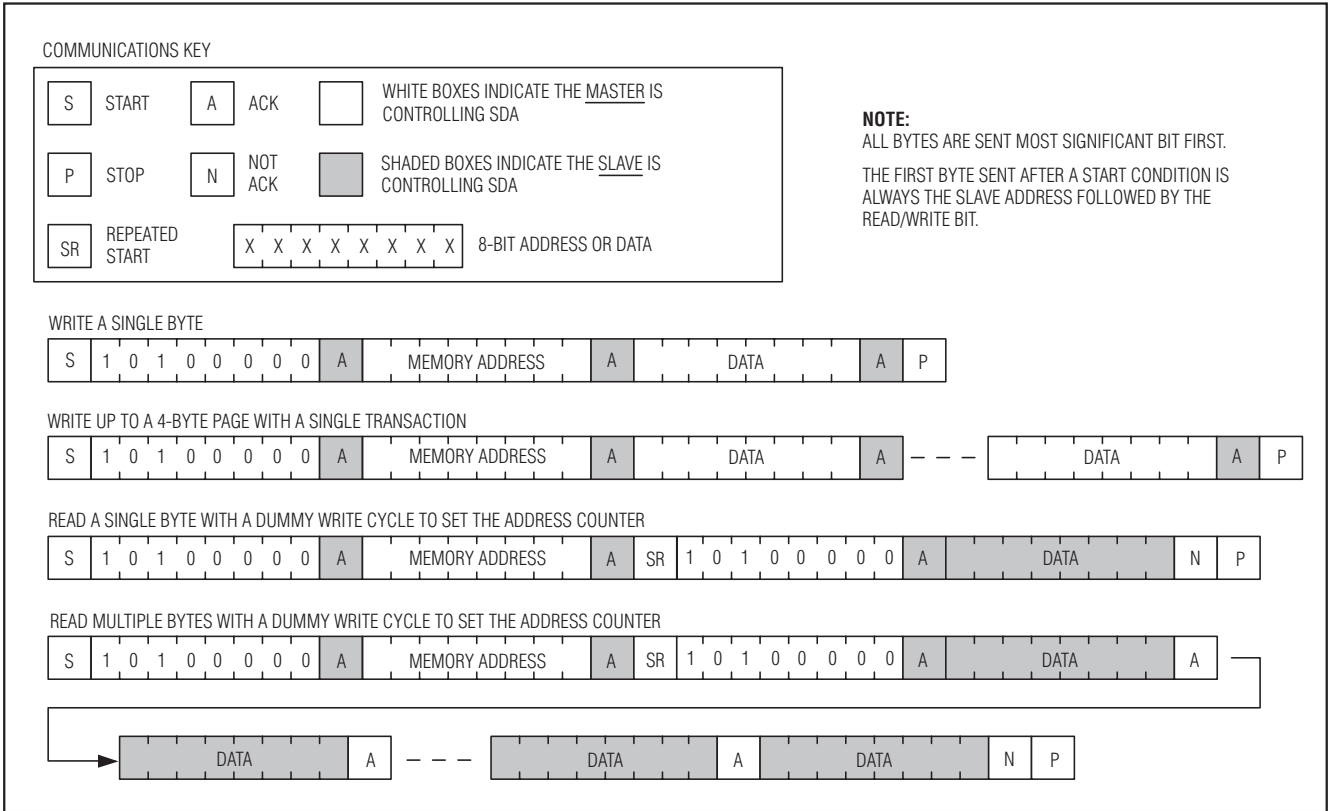 COMMUNICATIONS KEY
S START A ACK WHITE BOXES INDICATE THE MASTER IS
CONTROLLING SDA
P STOP N NOT
ACK SHADED BOXES INDICATE THE SLAVE IS
CONTROLLING SDA
SR REPEATED
START X X X X X X X X 8-BIT ADDRESS OR DATA
NOTE:
ALL BYTES ARE SENT MOST SIGNIFICANT BIT FIRST.
THE FIRST BYTE SENT AFTER A START CONDITION IS
ALWAYS THE SLAVE ADDRESS FOLLOWED BY THE
READ/WRITE BIT.
WRITE A SINGLE BYTE
S 1 0 1 0 0 0 0 0 A MEMORY ADDRESS A DATA A P
WRITE UP TO A 4-BYTE PAGE WITH A SINGLE TRANSACTION
S 1 0 1 0 0 0 0 0 A MEMORY ADDRESS A DATA A DATA A P
READ A SINGLE BYTE WITH A DUMMY WRITE CYCLE TO SET THE ADDRESS COUNTER
S 1 0 1 0 0 0 0 0 A MEMORY ADDRESS A SR 1 0 1 0 0 0 0 0 A DATA N P
READ MULTIPLE BYTES WITH A DUMMY WRITE CYCLE TO SET THE ADDRESS COUNTER
S 1 0 1 0 0 0 0 0 A MEMORY ADDRESS A SR 1 0 1 0 0 0 0 0 A DATA A
DATA A DATA A DATA N P